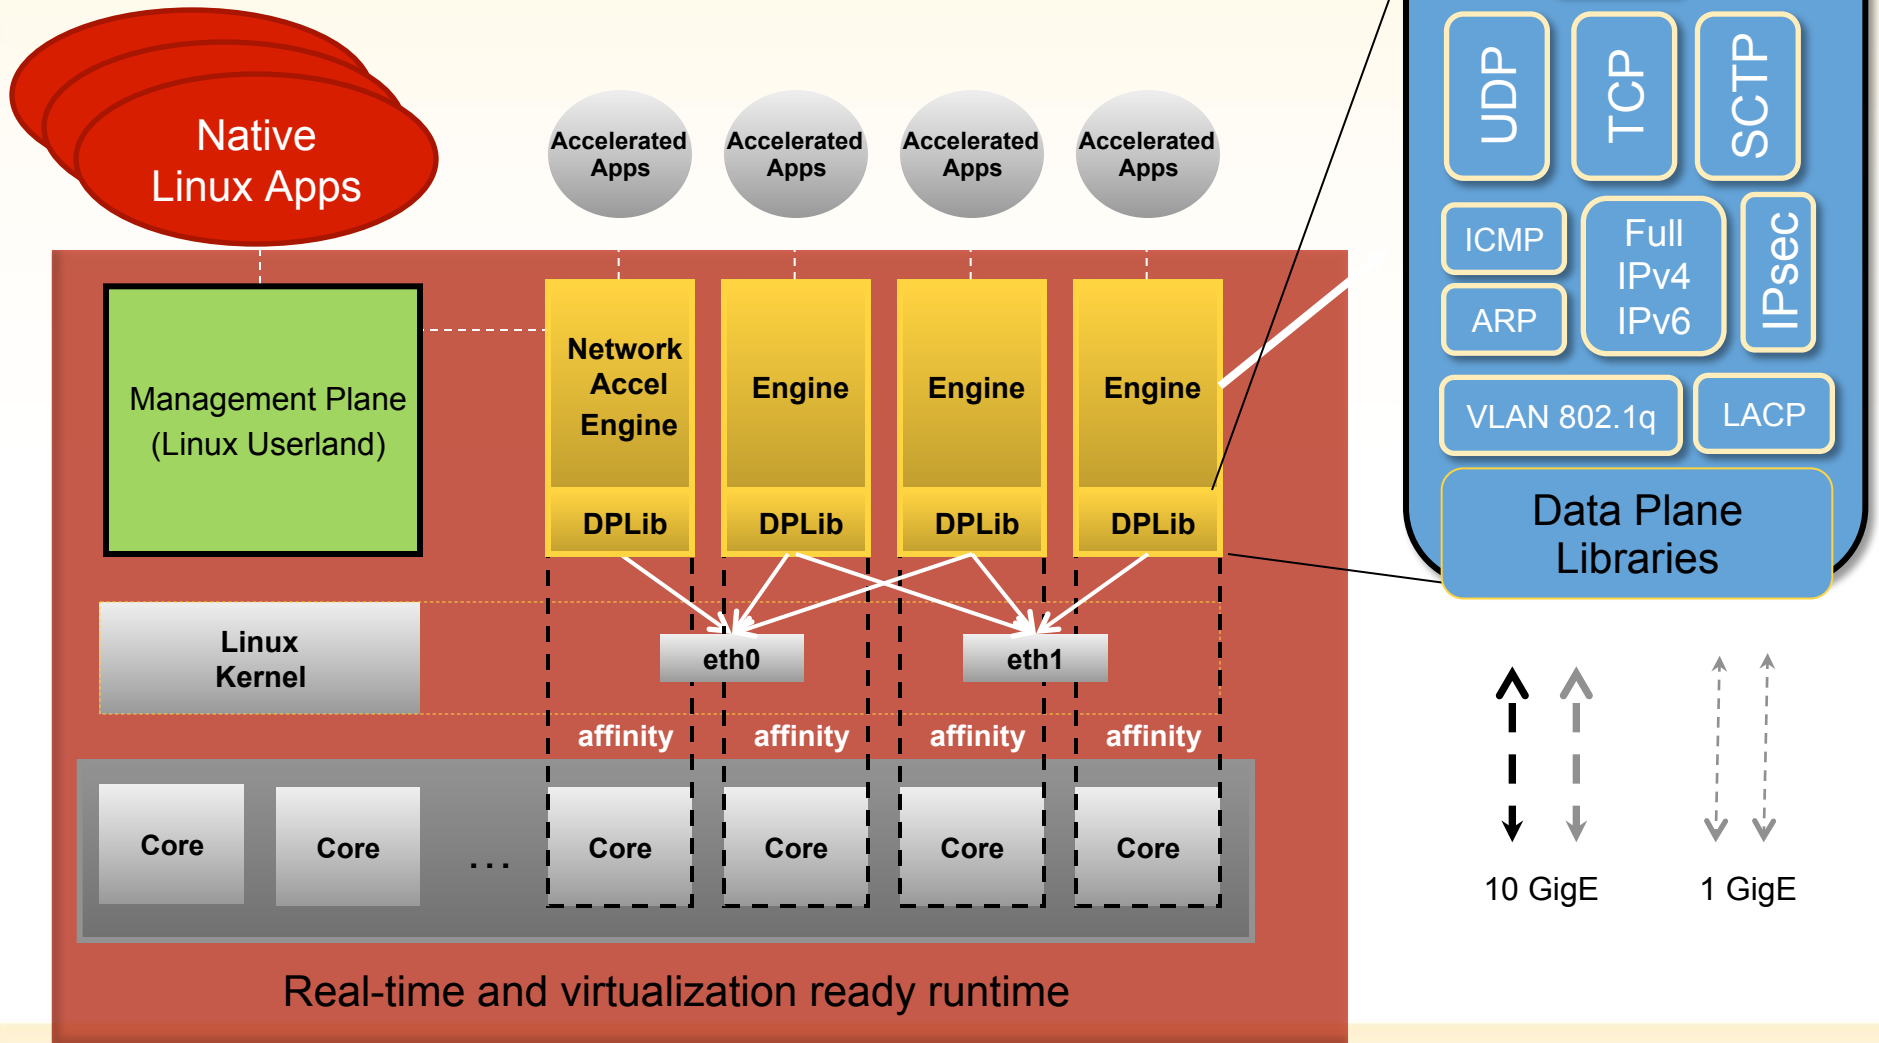 Native
Linux Apps
Accelerated
Apps
Accelerated
Apps
Accelerated
Apps
Accelerated
Apps
Management Plane
(Linux Userland)
Network
Accel
Engine
Engine
Engine
Engine
DPLib
DPLib
DPLib
DPLib
Linux
Kernel
eth0
eth1
affinity
affinity
affinity
affinity
Core
Core
...
Core
Core
Core
Core
Real-time and virtualization ready runtime
UDP
TCP
SCTP
ICMP
ARP
Full
IPv4
IPv6
IPsec
VLAN 802.1q
LACP
Data Plane
Libraries
10 GigE
1 GigE